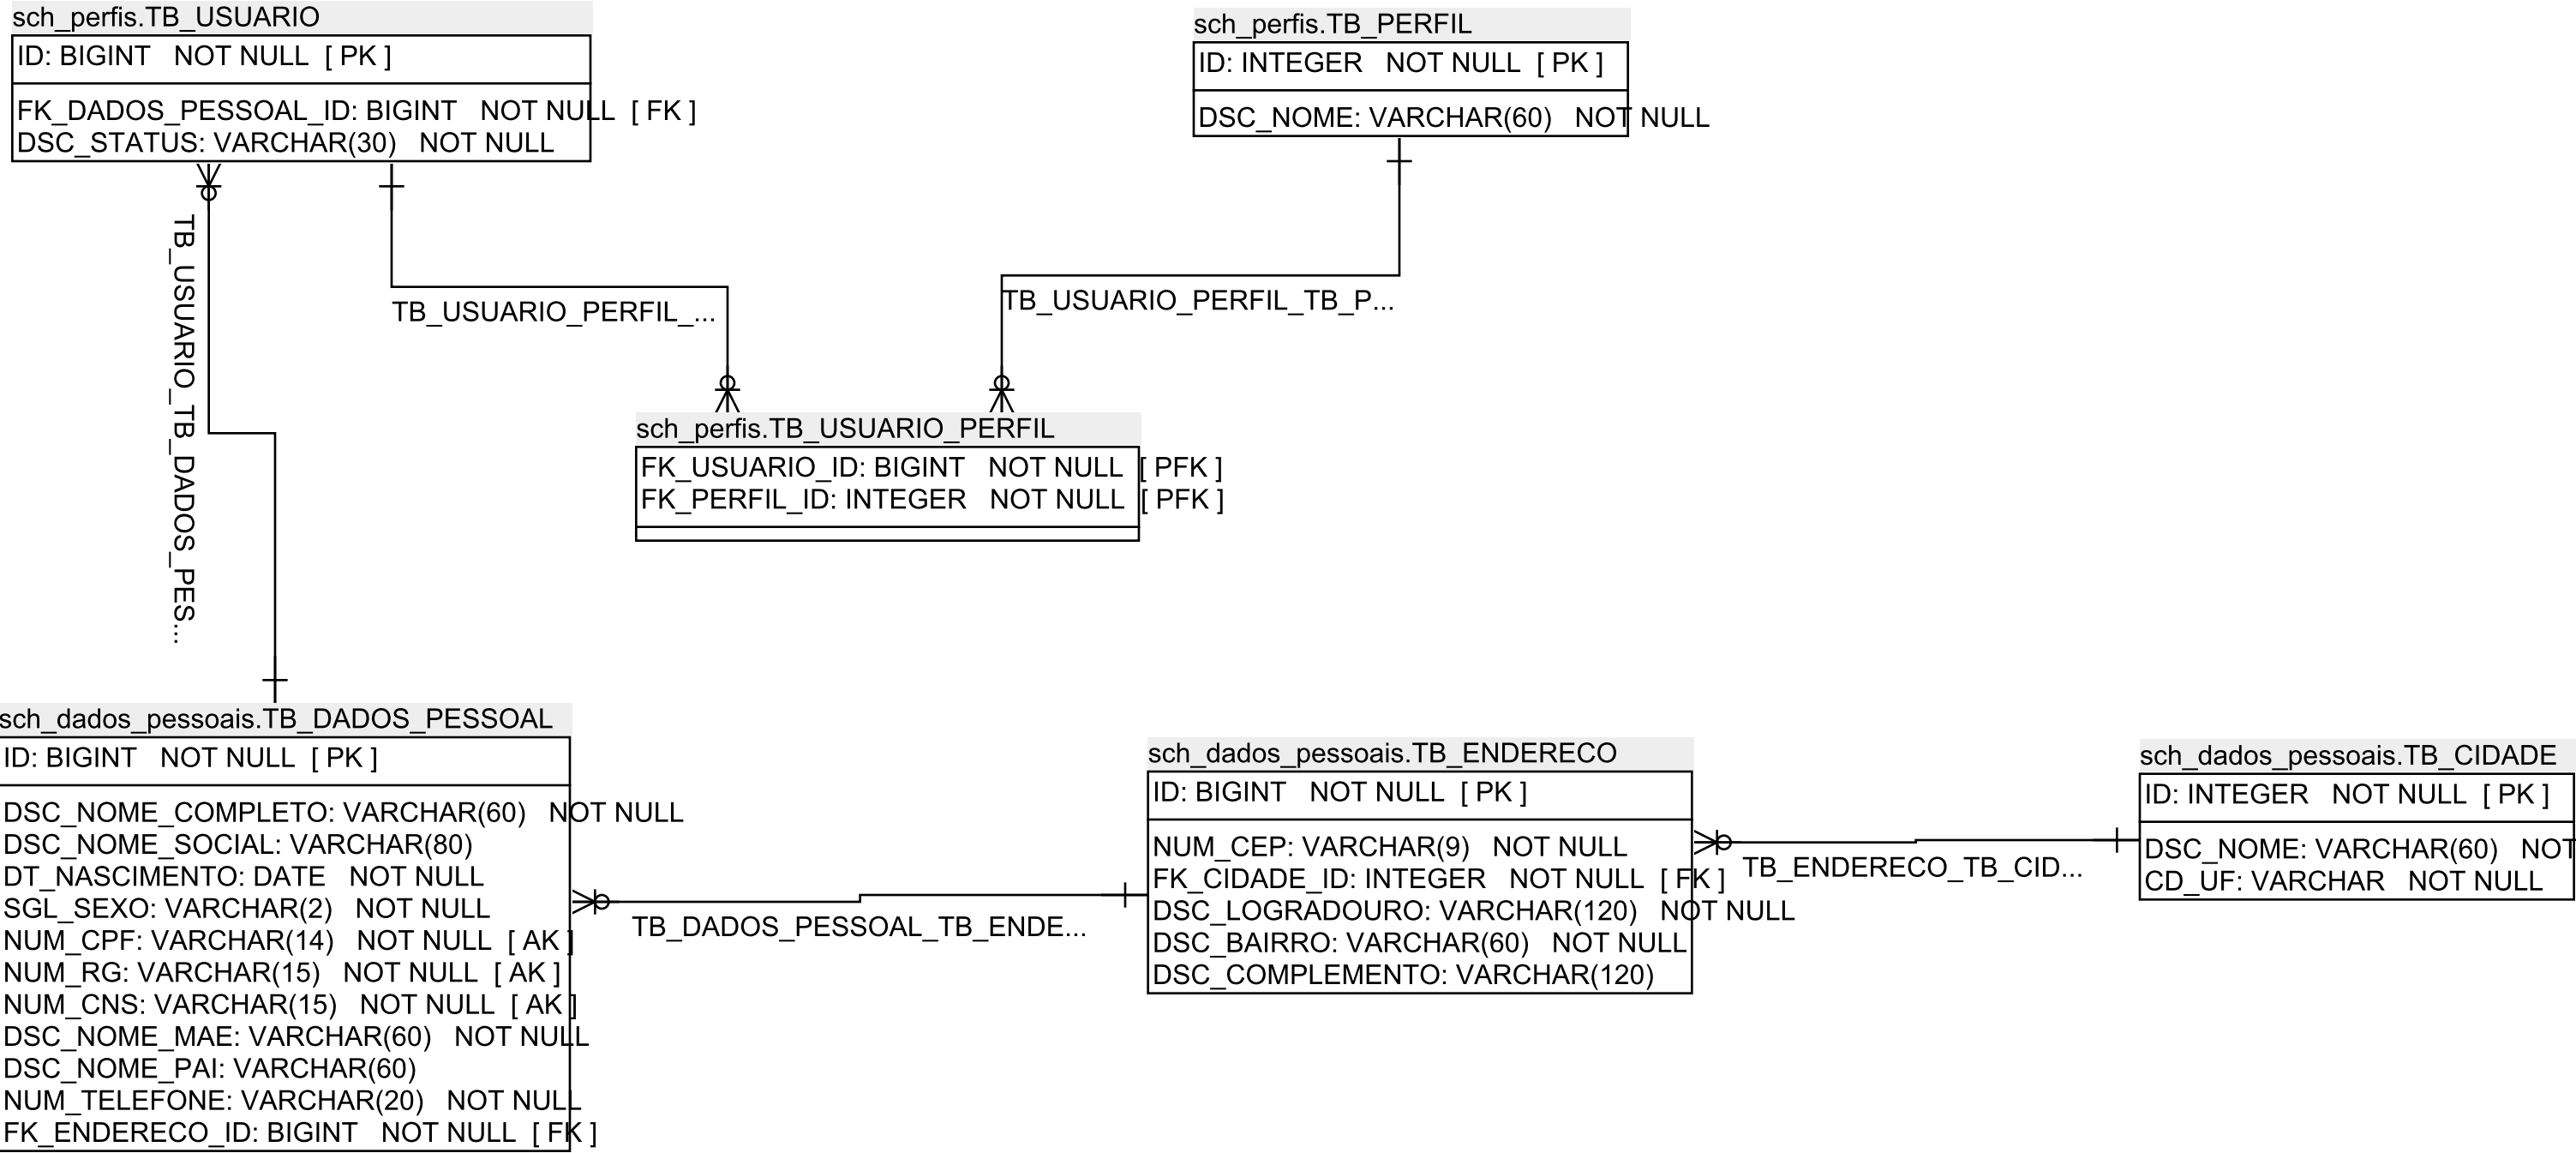 sch_perfis.TB_USUARIO
ID: BIGINT   NOT NULL  [ PK ]
FK_DADOS_PESSOAL_ID: BIGINT   NOT NULL  [ FK ]
DSC_STATUS: VARCHAR(30)   NOT NULL
sch_perfis.TB_PERFIL
ID: INTEGER   NOT NULL  [ PK ]
DSC_NOME: VARCHAR(60)   NOT NULL
TB_USUARIO_TB_DADOS_PES...
TB_USUARIO_PERFIL_...
TB_USUARIO_PERFIL_TB_P...
sch_perfis.TB_USUARIO_PERFIL
FK_USUARIO_ID: BIGINT   NOT NULL  [ PFK ]
FK_PERFIL_ID: INTEGER   NOT NULL  [ PFK ]
sch_dados_pessoais.TB_DADOS_PESSOAL
ID: BIGINT   NOT NULL  [ PK ]
DSC_NOME_COMPLETO: VARCHAR(60)   NOT NULL
DSC_NOME_SOCIAL: VARCHAR(80)
DT_NASCIMENTO: DATE   NOT NULL
SGL_SEXO: VARCHAR(2)   NOT NULL
NUM_CPF: VARCHAR(14)   NOT NULL  [ AK ]
NUM_RG: VARCHAR(15)   NOT NULL  [ AK ]
NUM_CNS: VARCHAR(15)   NOT NULL  [ AK ]
DSC_NOME_MAE: VARCHAR(60)   NOT NULL
DSC_NOME_PAI: VARCHAR(60)
NUM_TELEFONE: VARCHAR(20)   NOT NULL
FK_ENDERECO_ID: BIGINT   NOT NULL  [ FK ]
TB_DADOS_PESSOAL_TB_ENDE...
sch_dados_pessoais.TB_ENDERECO
ID: BIGINT   NOT NULL  [ PK ]
NUM_CEP: VARCHAR(9)   NOT NULL
FK_CIDADE_ID: INTEGER   NOT NULL  [ FK ]
DSC_LOGRADOURO: VARCHAR(120)   NOT NULL
DSC_BAIRRO: VARCHAR(60)   NOT NULL
DSC_COMPLEMENTO: VARCHAR(120)
TB_ENDERECO_TB_CID...
sch_dados_pessoais.TB_CIDADE
ID: INTEGER   NOT NULL  [ PK ]
DSC_NOME: VARCHAR(60)   NOT
CD_UF: VARCHAR   NOT NULL